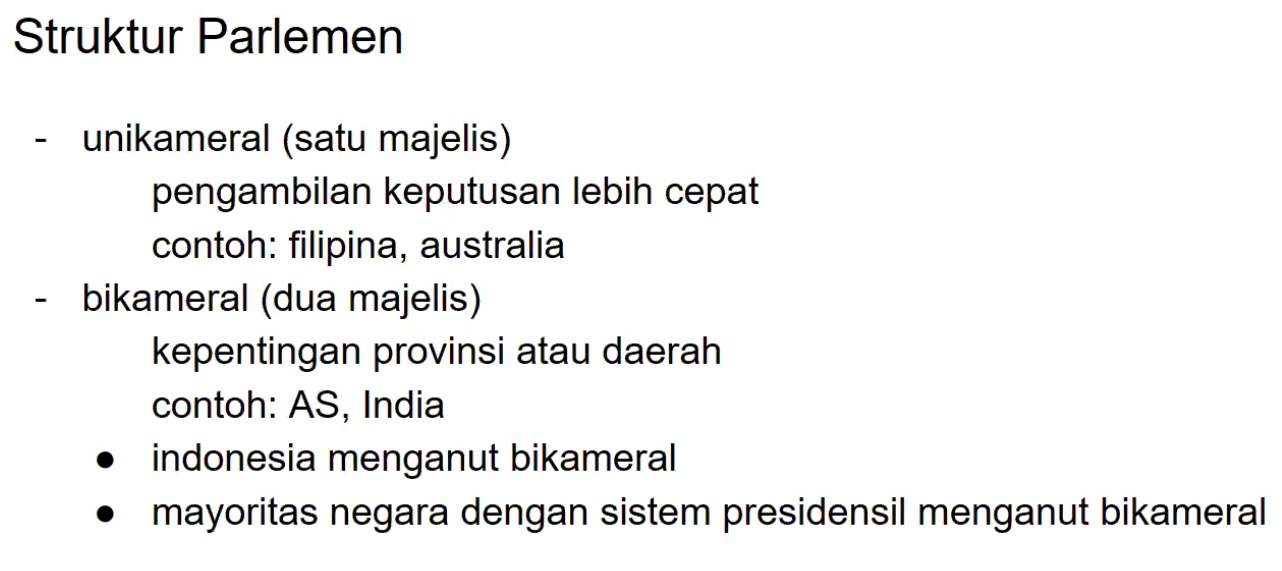 Struktur Parlemen
- unikameral (satu majelis)
pengambilan keputusan lebih cepat
contoh: filipina, australia
- bikameral (dua majelis)
kepentingan provinsi atau daerah
contoh: AS, India
● indonesia menganut bikameral
● mayoritas negara dengan sistem presidensil menganut bikameral